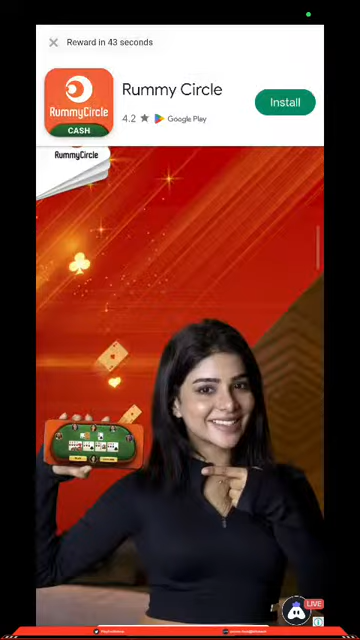 Reward in 43 seconds
RummyCircle
CASH
Rummy Circle
4.2 ★ Google Play
Install
RummyCircle
LIVE